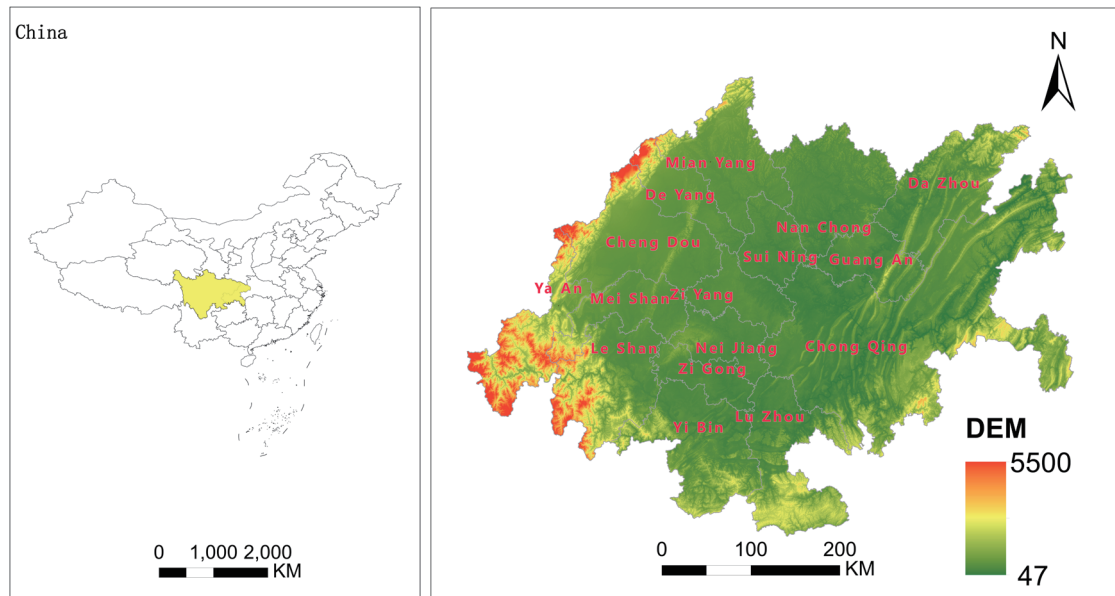 China
0 1,000 2,000
KM
N
Mian Yang
Da Zhou
De Yang
Nan Chong
Cheng Dou
Sui Ning
Guang An
Ya An
Mei Shan
Zi Yang
Le Shan
Nei Jiang
Chong Qing
Zi Gong
Lu Zhou
Yi Bin
DEM
5500
47
0 100 200
KM